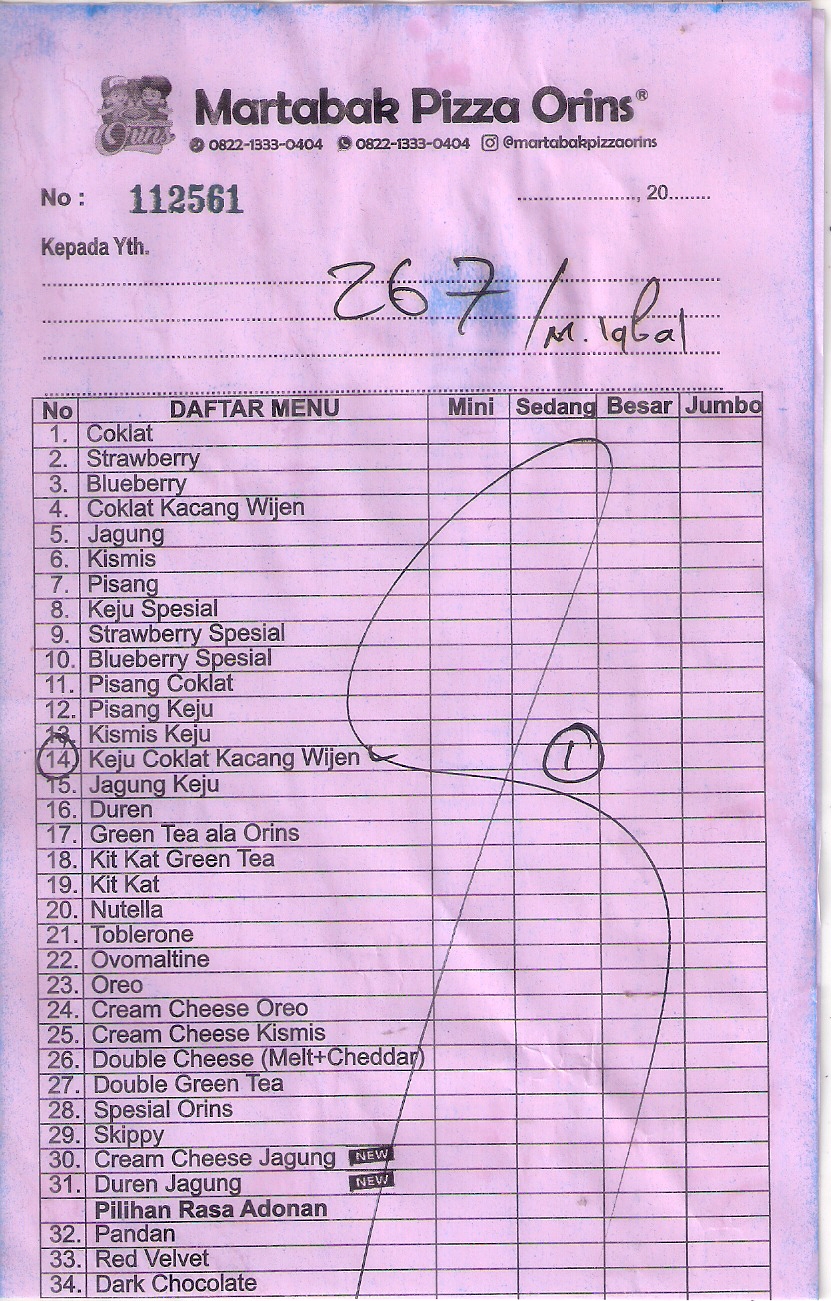 Orins
Martabak Pizza Orins®
0822-1333-0404 0822-1333-0404 @martabakpizzaorins
No : 112561 ...................., 20........
Kepada Yth.
267/M. Iqbal
No DAFTAR MENU Mini Sedang Besar Jumbo
1. Coklat
2. Strawberry
3. Blueberry
4. Coklat Kacang Wijen
5. Jagung
6. Kismis
7. Pisang
8. Keju Spesial
9. Strawberry Spesial
10. Blueberry Spesial
11. Pisang Coklat
12. Pisang Keju
13. Kismis Keju
14. Keju Coklat Kacang Wijen 1
15. Jagung Keju
16. Duren
17. Green Tea ala Orins
18. Kit Kat Green Tea
19. Kit Kat
20. Nutella
21. Toblerone
22. Ovomaltine
23. Oreo
24. Cream Cheese Oreo
25. Cream Cheese Kismis
26. Double Cheese (Melt+Cheddar)
27. Double Green Tea
28. Spesial Orins
29. Skippy
30. Cream Cheese Jagung NEW
31. Duren Jagung NEW
Pilihan Rasa Adonan
32. Pandan
33. Red Velvet
34. Dark Chocolate